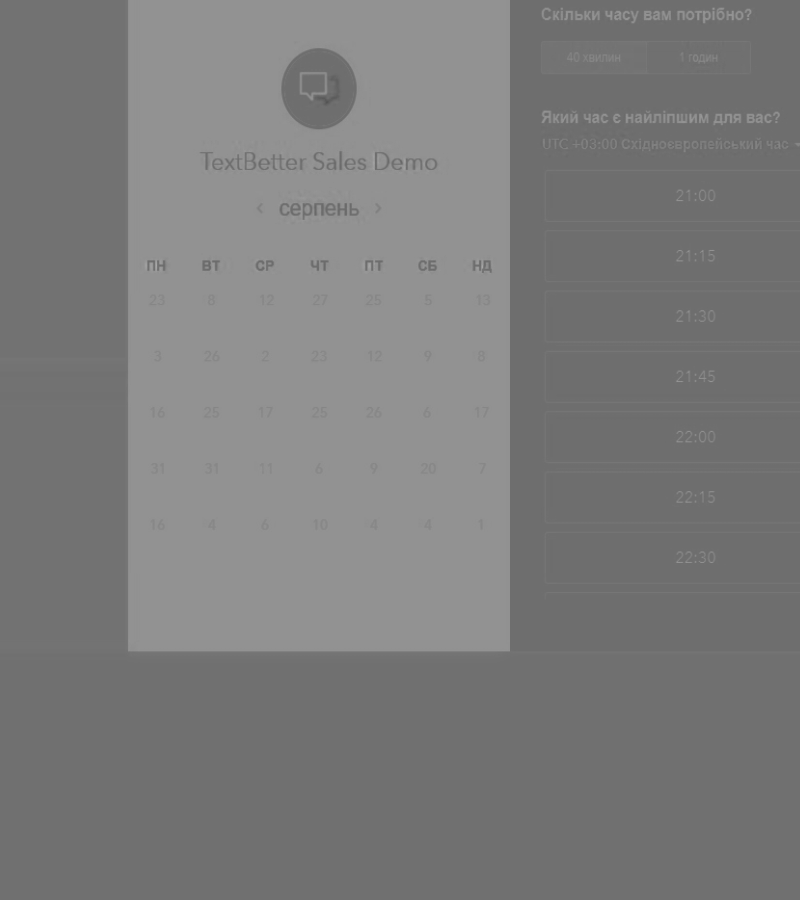 TextBetter Sales Demo
‹ серпень ›
ПН ВТ СР ЧТ ПТ СБ НД
23 8 12 27 25 5 13
3 26 2 23 12 9 8
16 25 17 25 26 6 17
31 31 11 6 9 20 7
16 4 6 10 4 4 1
Скільки часу вам потрібно?
40 хвилин 1 годин
Який час є найліпшим для вас?
UTC +03:00 Східноєвропейський час
21:00
21:15
21:30
21:45
22:00
22:15
22:30